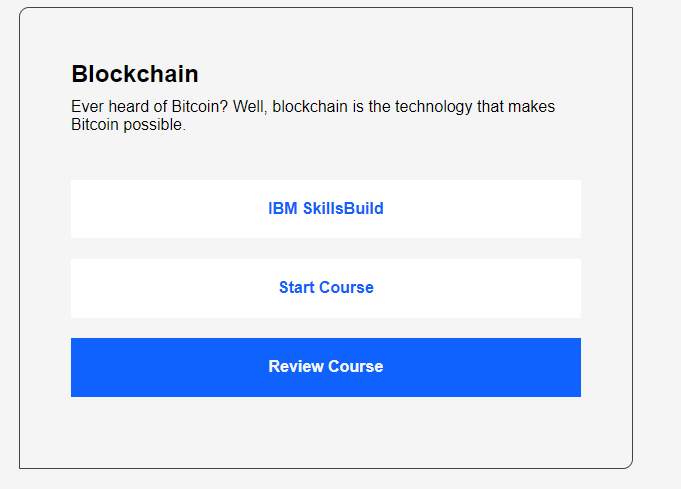 Blockchain
Ever heard of Bitcoin? Well, blockchain is the technology that makes
Bitcoin possible.
IBM SkillsBuild
Start Course
Review Course